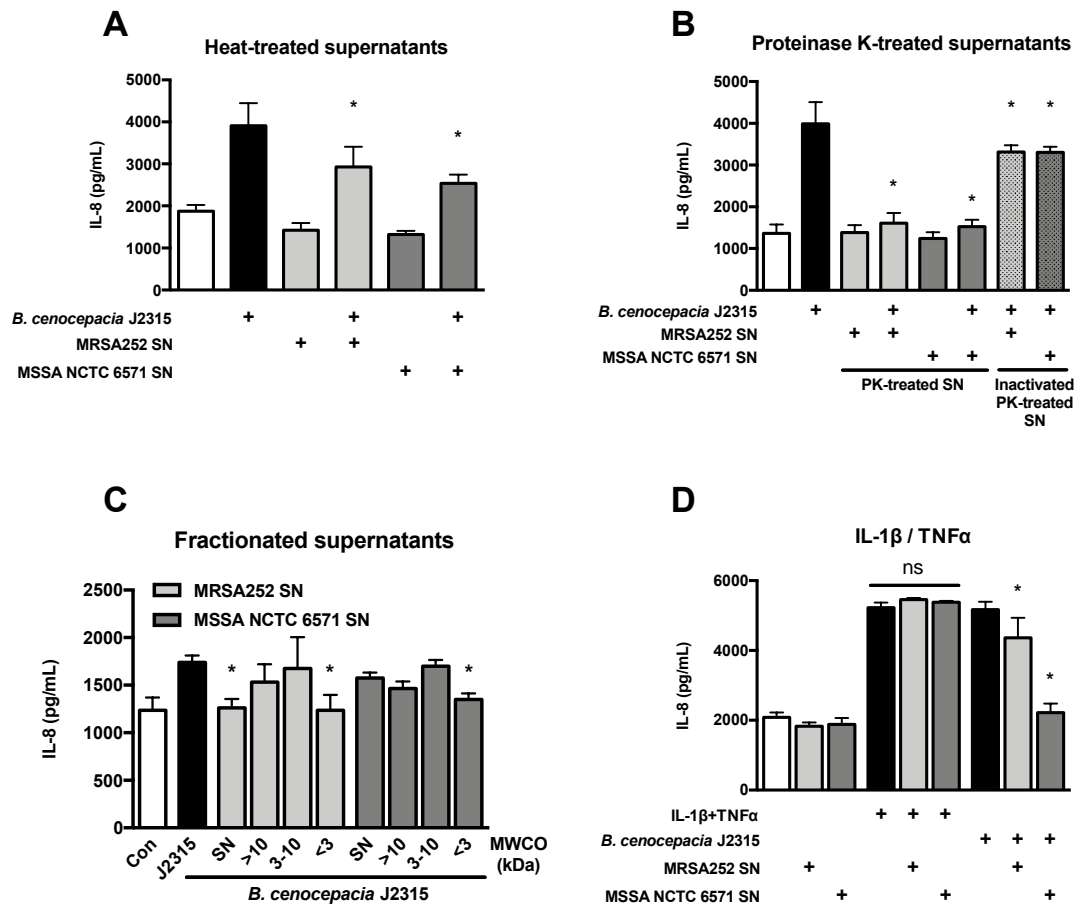 A
Heat-treated supernatants
5000
4000
3000
2000
1000
0
IL-8 (pg/mL)
* *
B. cenocepacia J2315 + + +
MRSA252 SN + +
MSSA NCTC 6571 SN + +
B
Proteinase K-treated supernatants
5000
4000
3000
2000
1000
0
IL-8 (pg/mL)
* * * *
B. cenocepacia J2315 + + + + +
MRSA252 SN + + +
MSSA NCTC 6571 SN + + +
PK-treated SN
Inactivated
PK-treated
SN
C
Fractionated supernatants
2500
2000
1500
1000
500
0
IL-8 (pg/mL)
MRSA252 SN
MSSA NCTC 6571 SN
* * *
Con J2315 SN >10 3-10 <3 SN >10 3-10 <3 MWCO
(kDa)
B. cenocepacia J2315
D
IL-1β / TNFα
6000
4000
2000
0
IL-8 (pg/mL)
ns
* *
IL-1β+TNFα + + +
B. cenocepacia J2315 + + +
MRSA252 SN + + +
MSSA NCTC 6571 SN + + +